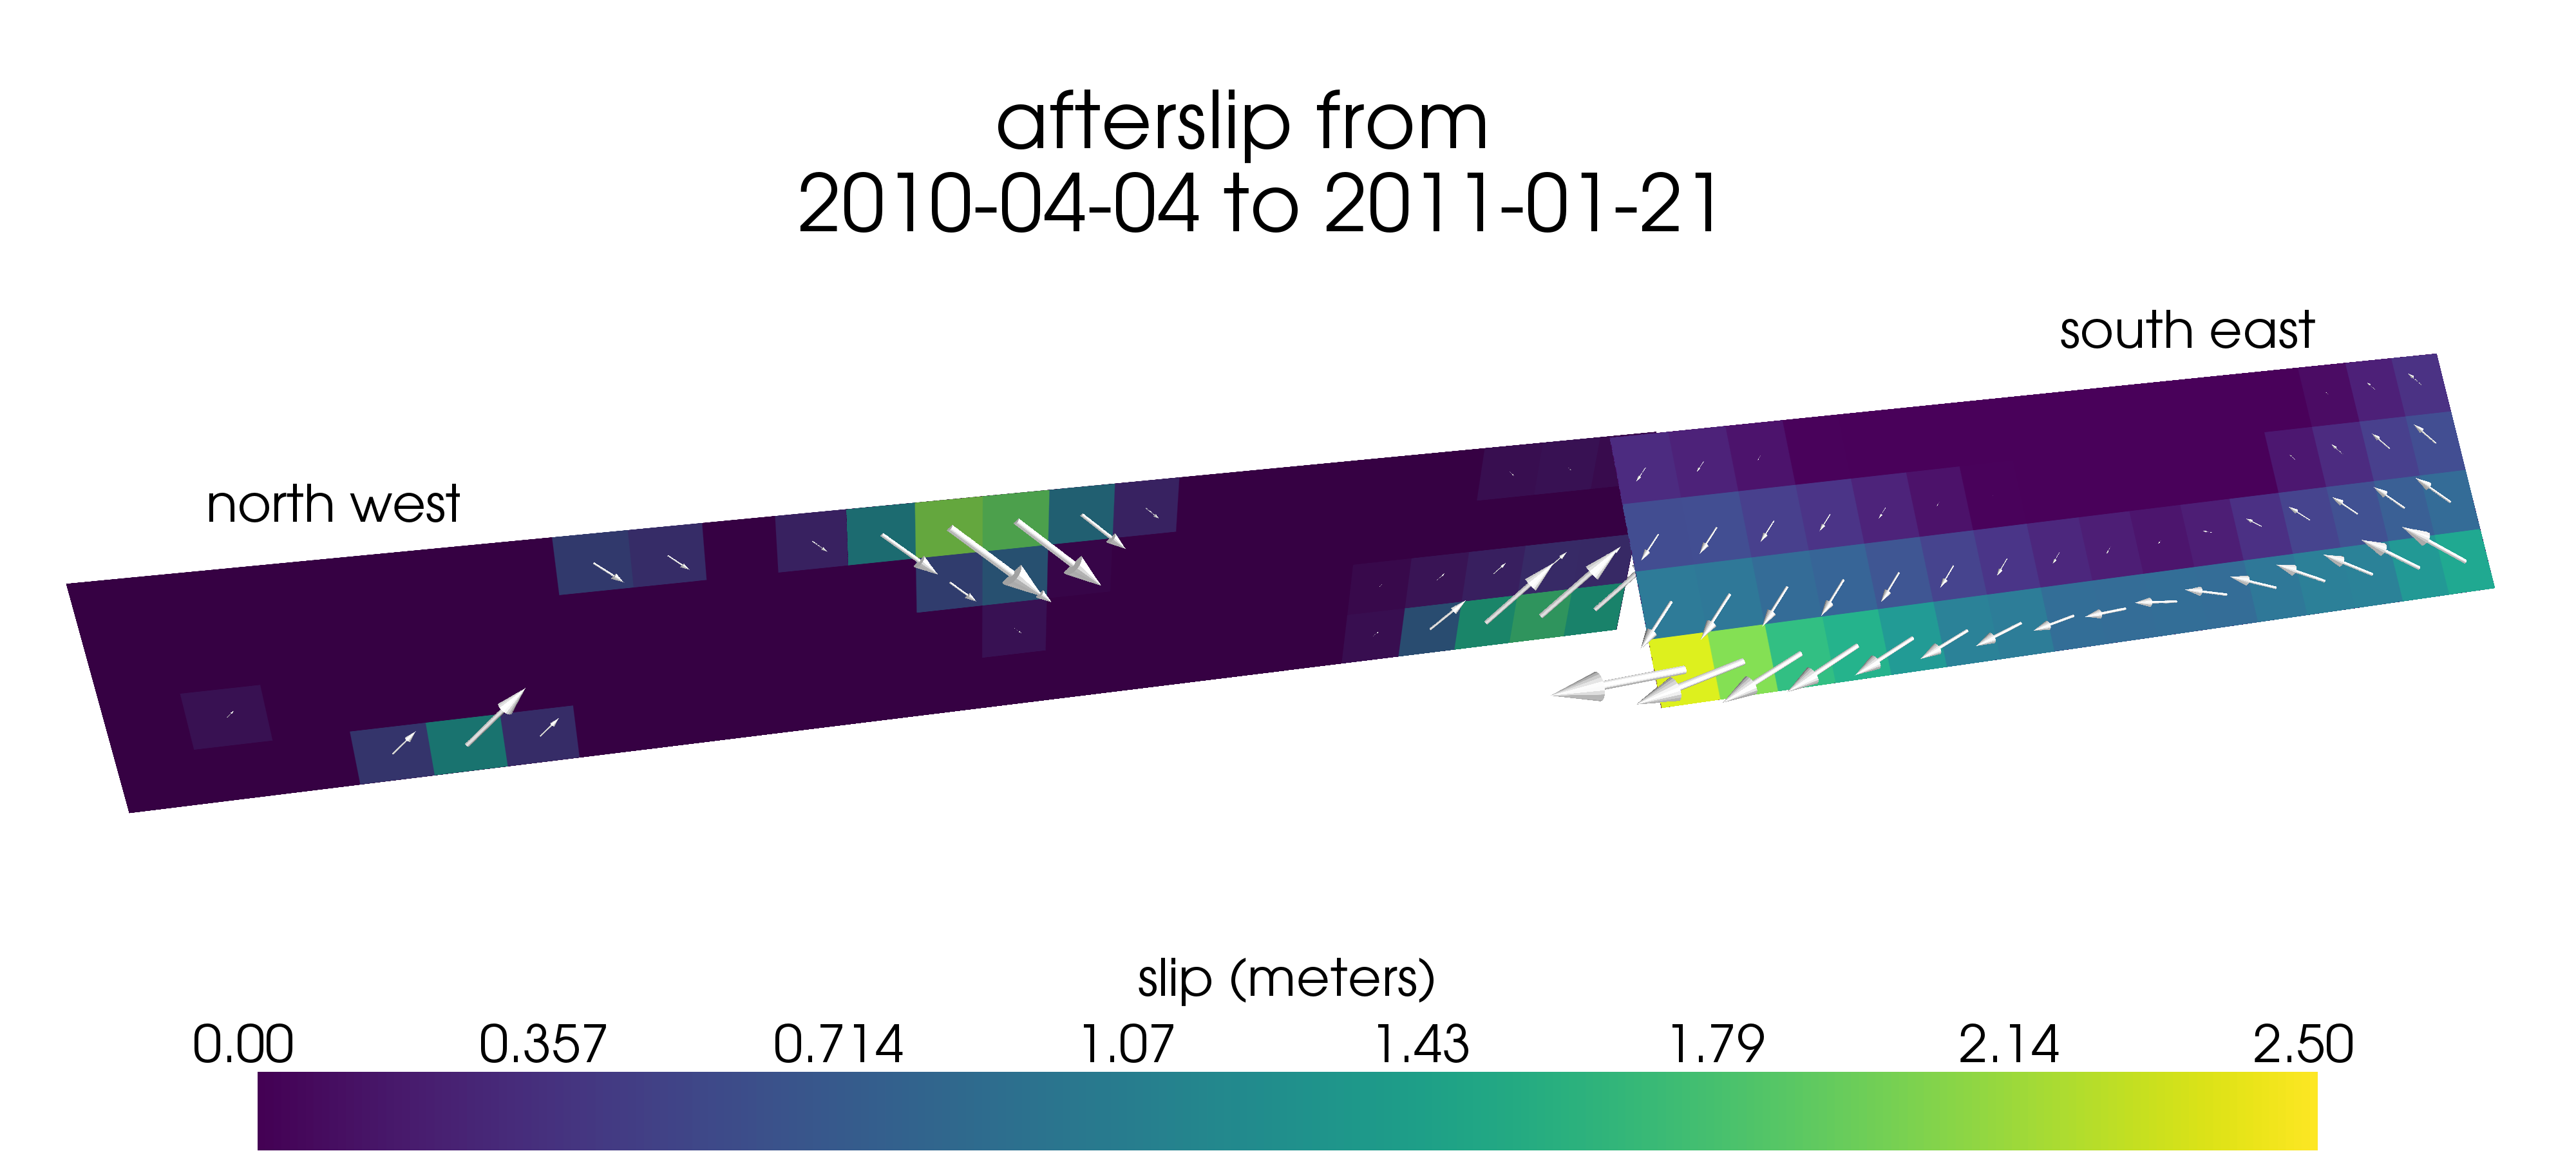 afterslip from
2010-04-04 to 2011-01-21
south east
north west
slip (meters)
0.00 0.357 0.714 1.07 1.43 1.79 2.14 2.50